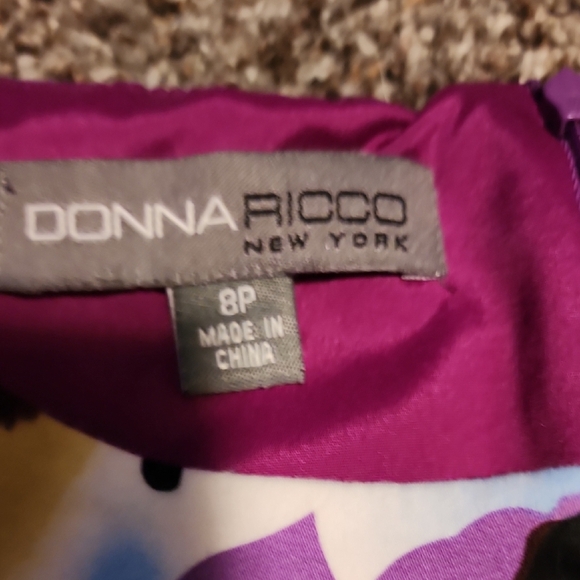 DONNA RICCO
NEW YORK
8P
MADE IN
CHINA